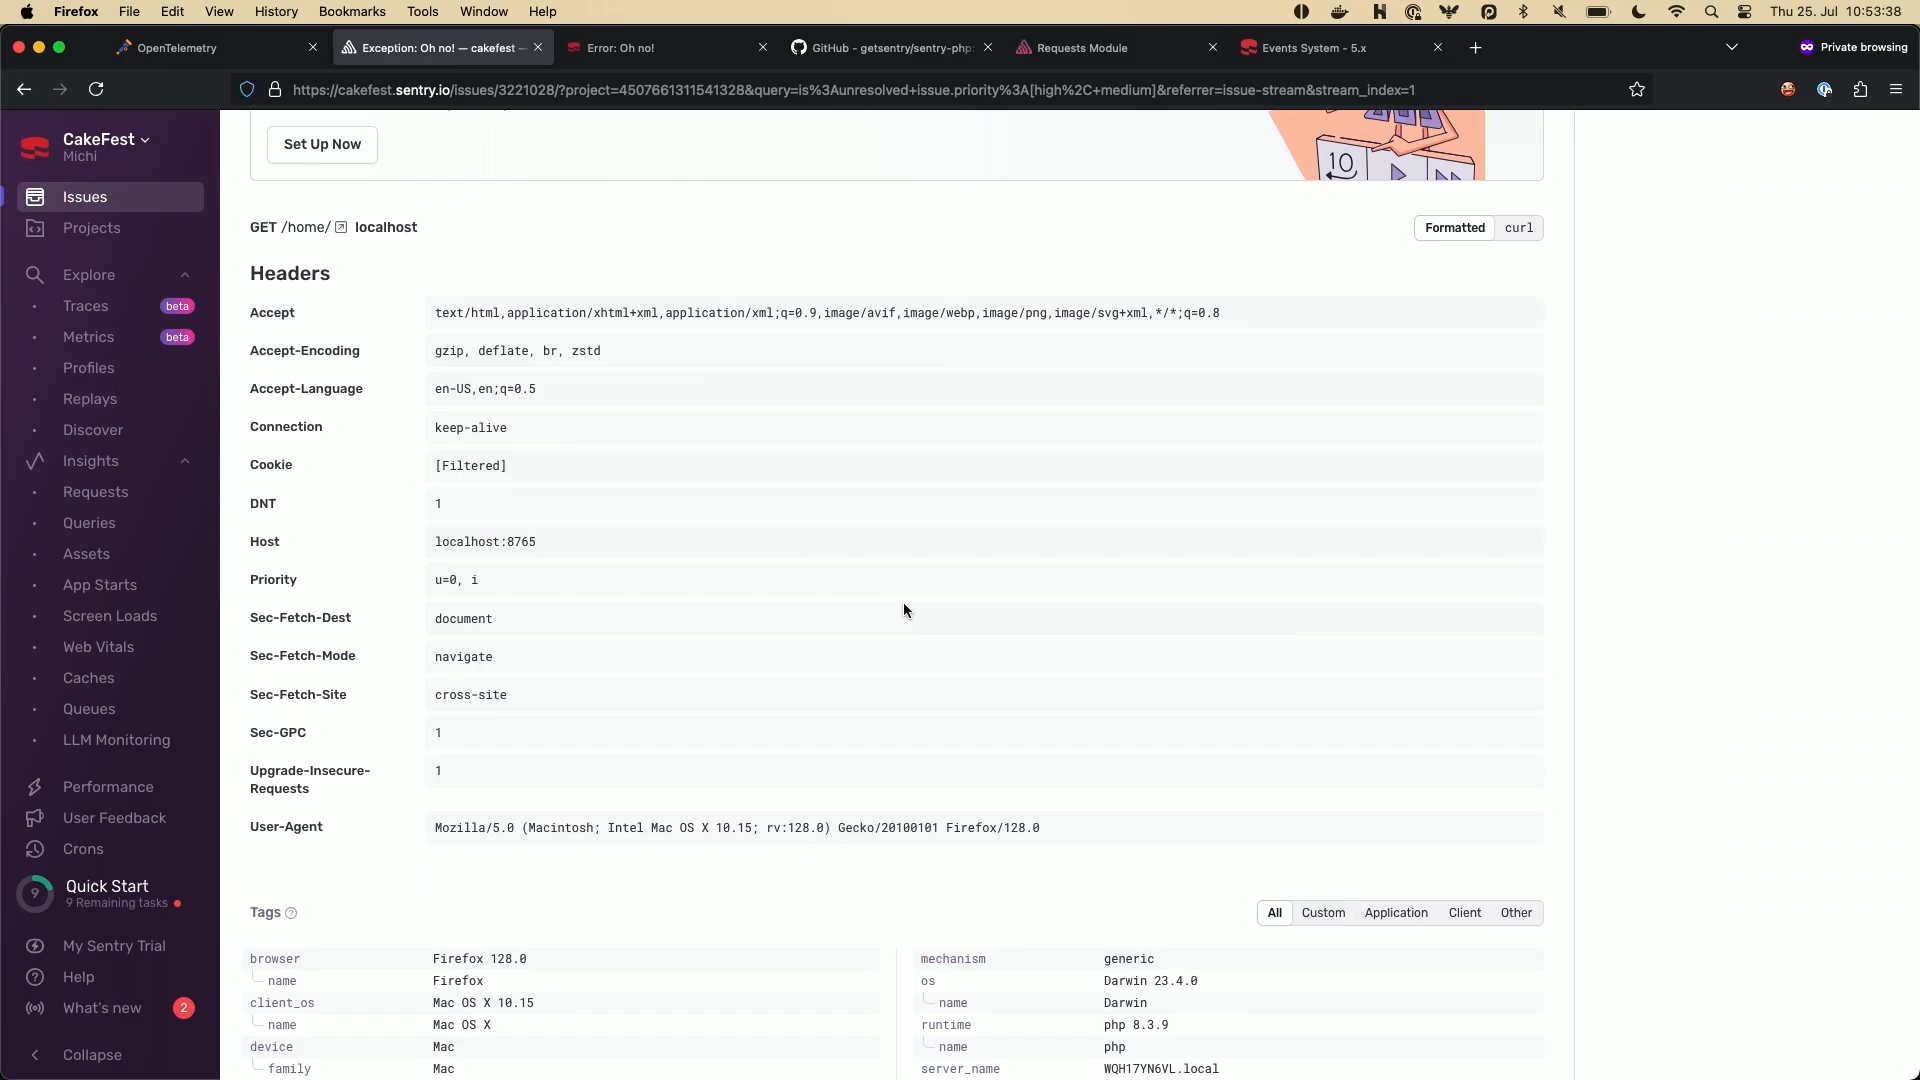 Firefox File Edit View History Bookmarks Tools Window Help
Thu 25. Jul 10:53:38
OpenTelemetry
Exception: Oh no! — cakefest –
Error: Oh no!
GitHub - getsentry/sentry-php:
Requests Module
Events System - 5.x
Private browsing
https://cakefest.sentry.io/issues/3221028/?project=4507661311541328&query=is%3Aunresolved+issue.priority%3A[high%2C+medium]&referrer=issue-stream&stream_index=1
CakeFest
Michi
Issues
Projects
Explore
Traces beta
Metrics beta
Profiles
Replays
Discover
Insights
Requests
Queries
Assets
App Starts
Screen Loads
Web Vitals
Caches
Queues
LLM Monitoring
Performance
User Feedback
Crons
9
Quick Start
9 Remaining tasks
My Sentry Trial
Help
What's new 2
Collapse
Set Up Now
10
GET /home/ localhost
Formatted curl
Headers
Accept text/html,application/xhtml+xml,application/xml;q=0.9,image/avif,image/webp,image/png,image/svg+xml,*/*;q=0.8
Accept-Encoding gzip, deflate, br, zstd
Accept-Language en-US,en;q=0.5
Connection keep-alive
Cookie [Filtered]
DNT 1
Host localhost:8765
Priority u=0, i
Sec-Fetch-Dest document
Sec-Fetch-Mode navigate
Sec-Fetch-Site cross-site
Sec-GPC 1
Upgrade-Insecure-
Requests 1
User-Agent Mozilla/5.0 (Macintosh; Intel Mac OS X 10.15; rv:128.0) Gecko/20100101 Firefox/128.0
Tags
All Custom Application Client Other
browser Firefox 128.0
name Firefox
client_os Mac OS X 10.15
name Mac OS X
device Mac
family Mac
mechanism generic
os Darwin 23.4.0
name Darwin
runtime php 8.3.9
name php
server_name WQH17YN6VL.local